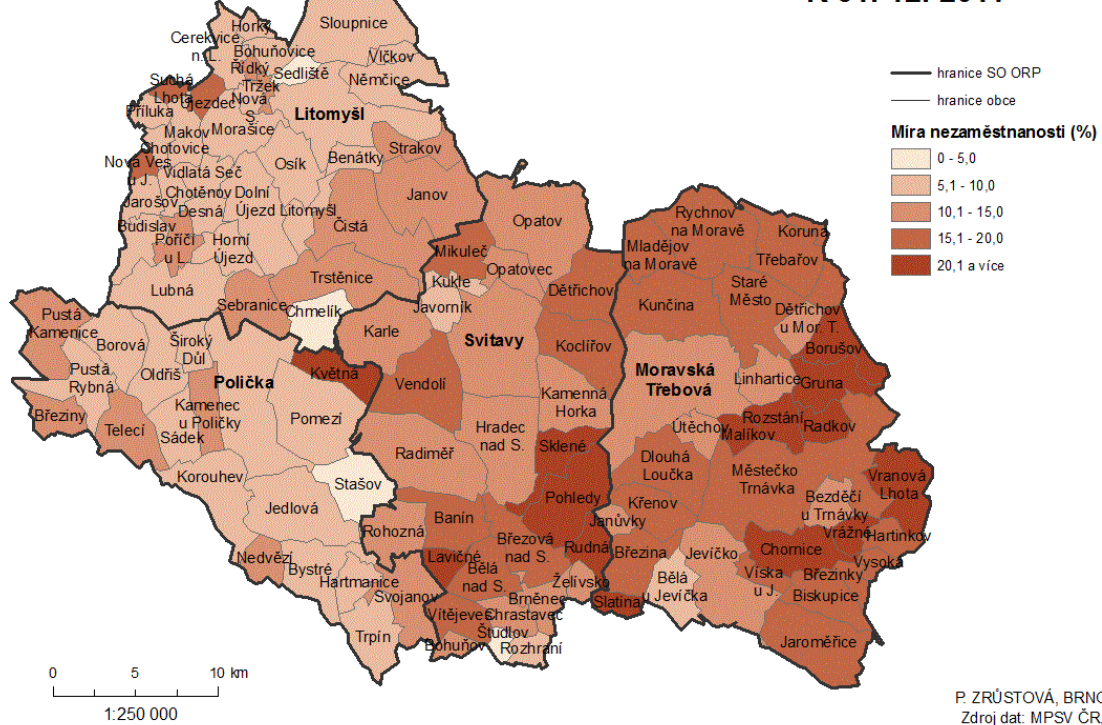 hranice SO ORP
hranice obce
Míra nezaměstnanosti (%)
0 - 5,0
5,1 - 10,0
10,1 - 15,0
15,1 - 20,0
20,1 a více
Horky
Sloupnice
Cerekvice
n. L.
Bohuňovice
Vlčkov
Řídký
Sedliště
Němčice
Suchá
Lhota
Újezdec
Tržek
Nová
S.
Příluka
Litomyšl
Makov
Morašice
Chotovice
Strakov
Nová Ves
u J.
Vidlatá Seč
Osík
Benátky
Chotěnov
Dolní
Újezd
Litomyšl
Janov
Jarošov
Desná
Budislav
Poříčí
u L.
Horní
Újezd
Čistá
Opatov
Rychnov
na Moravě
Koruna
Mladějov
na Moravě
Třebařov
Mikuleč
Opatovec
Trstěnice
Kukle
Dětřichov
Staré
Město
Lubná
Sebranice
Chmelík
Javorník
Kunčina
Dětřichov
u Mor. T.
Pustá
Kamenice
Borová
Široký
Důl
Karle
Svitavy
Koclířov
Borušov
Pustá
Rybná
Oldřiš
Polička
Květná
Vendolí
Moravská
Třebová
Linhartice
Gruna
Březiny
Telecí
Kamenec
u Poličky
Pomezí
Kamenná
Horka
Sádek
Hradec
nad S.
Útěchov
Rozstání
Malíkov
Radkov
Korouhev
Radiměř
Sklené
Dlouhá
Loučka
Městečko
Trnávka
Vranová
Lhota
Stašov
Pohledy
Jedlová
Křenov
Bezděčí
u Trnávky
Rohozná
Banín
Janůvky
Vrážné
Hartinkov
Březová
nad S.
Rudná
Březina
Jevíčko
Chornice
Nedvězí
Bystré
Lavičné
Bělá
nad S.
Vysoká
Hartmanice
Želivsko
Bělá
u Jevíčka
Víska
u J.
Březinky
Svojanov
Brněnec
Slatina
Biskupice
Vítějeves
Chrastavec
Trpín
Študlov
Bohuňov
Rozhraní
Jaroměřice
0 5 10 km
1:250 000
P. ZRŮSTOVÁ, BRNO
Zdroj dat: MPSV ČR